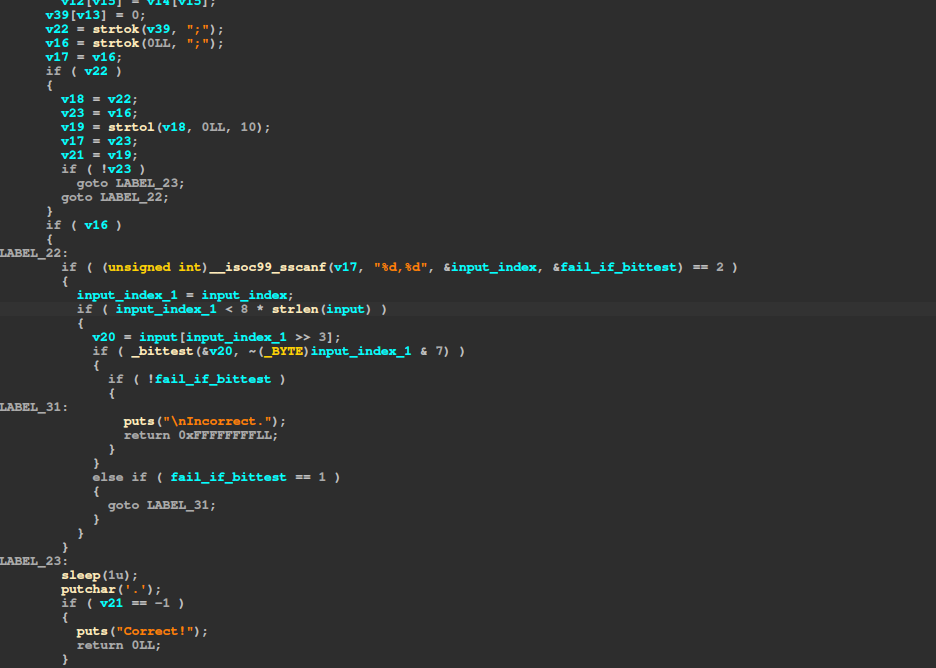 v12[v15] = v14[v15];
v39[v13] = 0;
v22 = strtok(v39, ";");
v16 = strtok(0LL, ";");
v17 = v16;
if ( v22 )
{
v18 = v22;
v23 = v16;
v19 = strtol(v18, 0LL, 10);
v17 = v23;
v21 = v19;
if ( !v23 )
goto LABEL_23;
goto LABEL_22;
}
if ( v16 )
{
LABEL_22:
if ( (unsigned int)__isoc99_sscanf(v17, "%d,%d", &input_index, &fail_if_bittest) == 2 )
{
input_index_1 = input_index;
if ( input_index_1 < 8 * strlen(input) )
{
v20 = input[input_index_1 >> 3];
if ( _bittest(&v20, ~(_BYTE)input_index_1 & 7) )
{
if ( !fail_if_bittest )
{
LABEL_31:
puts("\nIncorrect.");
return 0xFFFFFFFFLL;
}
}
else if ( fail_if_bittest == 1 )
{
goto LABEL_31;
}
}
}
LABEL_23:
sleep(1u);
putchar('.');
if ( v21 == -1 )
{
puts("Correct!");
return 0LL;
}